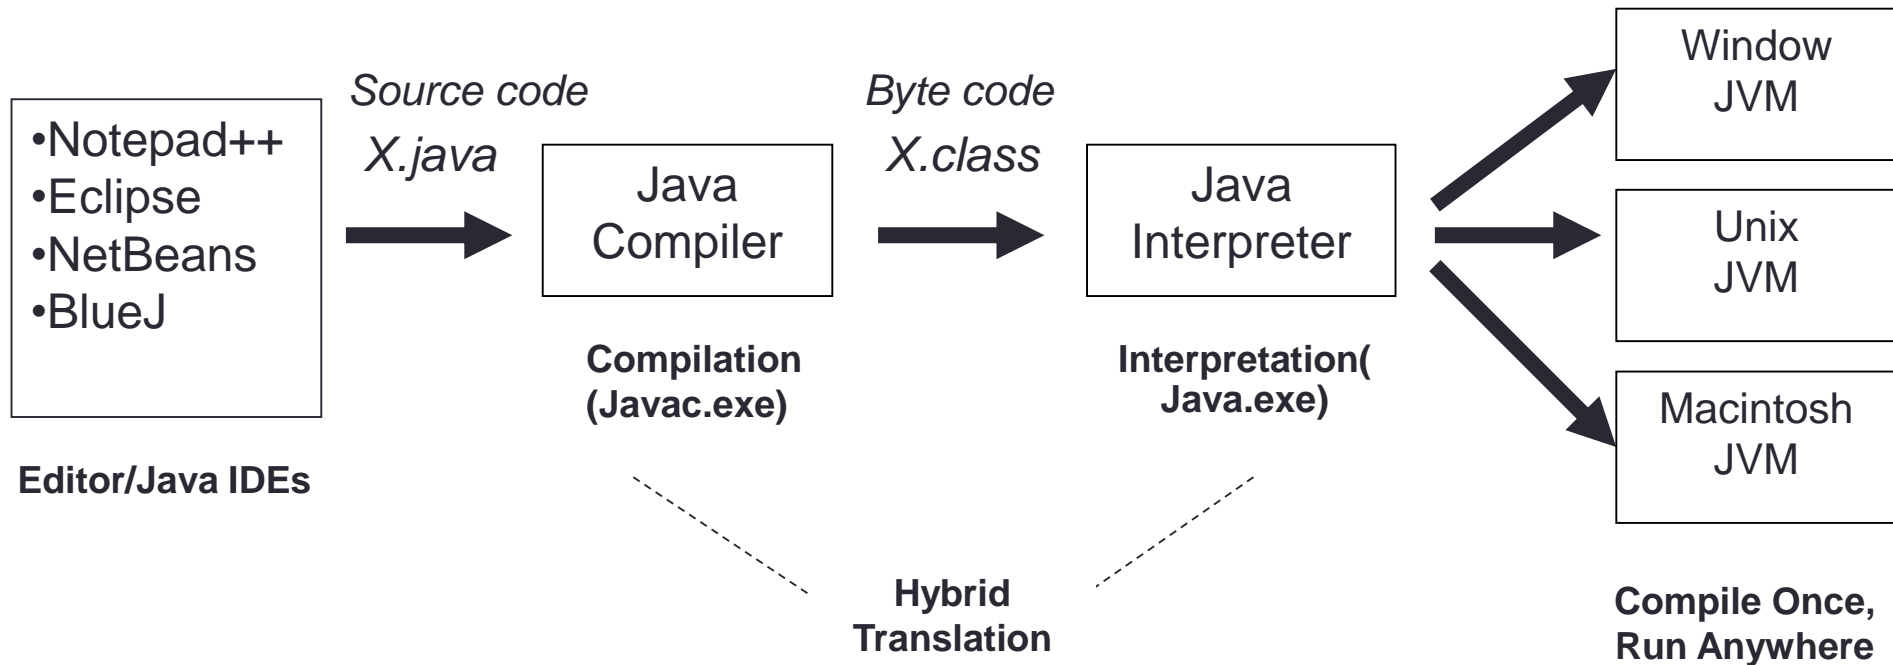 •Notepad++
•Eclipse
•NetBeans
•BlueJ
Editor/Java IDEs
Source code
X.java
Java
Compiler
Compilation
(Javac.exe)
Byte code
X.class
Java
Interpreter
Interpretation(
Java.exe)
Hybrid
Translation
Window
JVM
Unix
JVM
Macintosh
JVM
Compile Once,
Run Anywhere